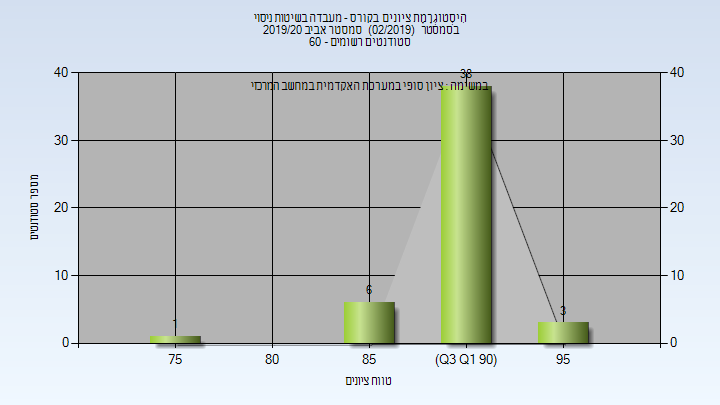 הִיסְטוֹגְרָמַת ציונים בקורס - מעבדה בשיטות ניסוי
בסמסטר (02/2019) סמסטר אביב 2019/20
סטודנטים רשומים - 60
במשימה : ציון סופי במערכת האקדמית במחשב המרכזי
40
30
20
10
0
40
30
20
10
0
מספר סטודנטים
1
6
38
3
75
80
85
(Q3 Q1 90)
95
טווח ציונים